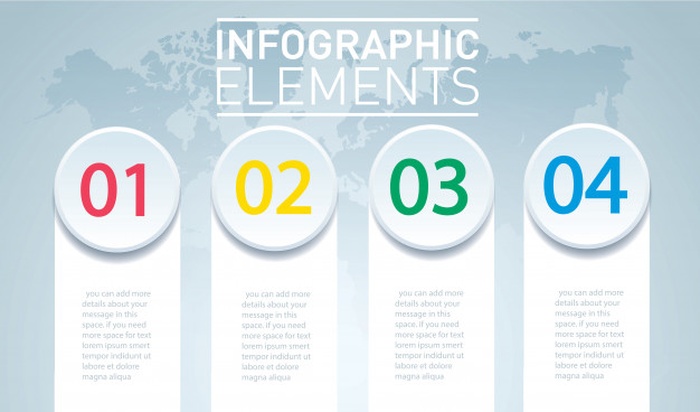 INFOGRAPHIC
ELEMENTS
01
02
03
04
you can add more
details about your
message in this
space. if you need
more space for text
lorem ipsum smert
tempor indidunt ut
labore et dolore
magna aliqua
you can add more
details about your
message in this
space. if you need
more space for text
lorem ipsum smert
tempor indidunt ut
labore et dolore
magna aliqua
you can add more
details about your
message in this
space. if you need
more space for text
lorem ipsum smert
tempor indidunt ut
labore et dolore
magna aliqua
you can add more
details about your
message in this
space. if you need
more space for text
lorem ipsum smert
tempor indidunt ut
labore et dolore
magna aliqua